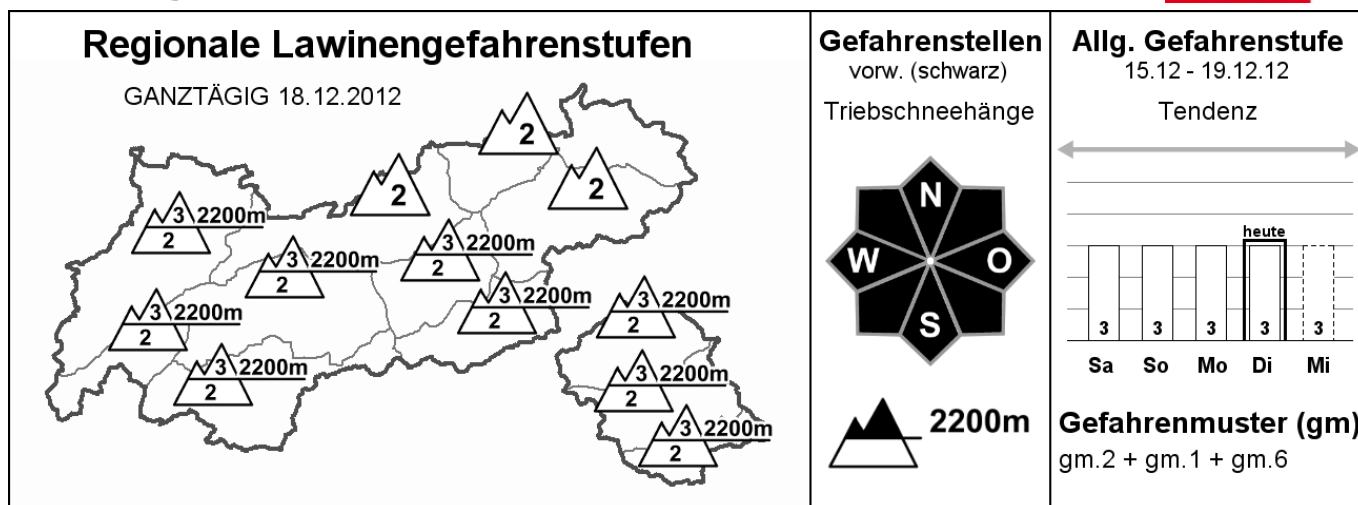 Regionale Lawinengefahrenstufen
GANZTÄGIG 18.12.2012
2
2
2
3 2200m
2
3 2200m
2
3 2200m
2
3 2200m
2
3 2200m
2
3 2200m
2
3 2200m
2
3 2200m
2
3 2200m
2
Gefahrenstellen
vorw. (schwarz)
Triebschneehänge
N
W
O
S
2200m
Allg. Gefahrenstufe
15.12 - 19.12.12
Tendenz
heute
3 3 3 3 3
Sa So Mo Di Mi
Gefahrenmuster (gm)
gm.2 + gm.1 + gm.6